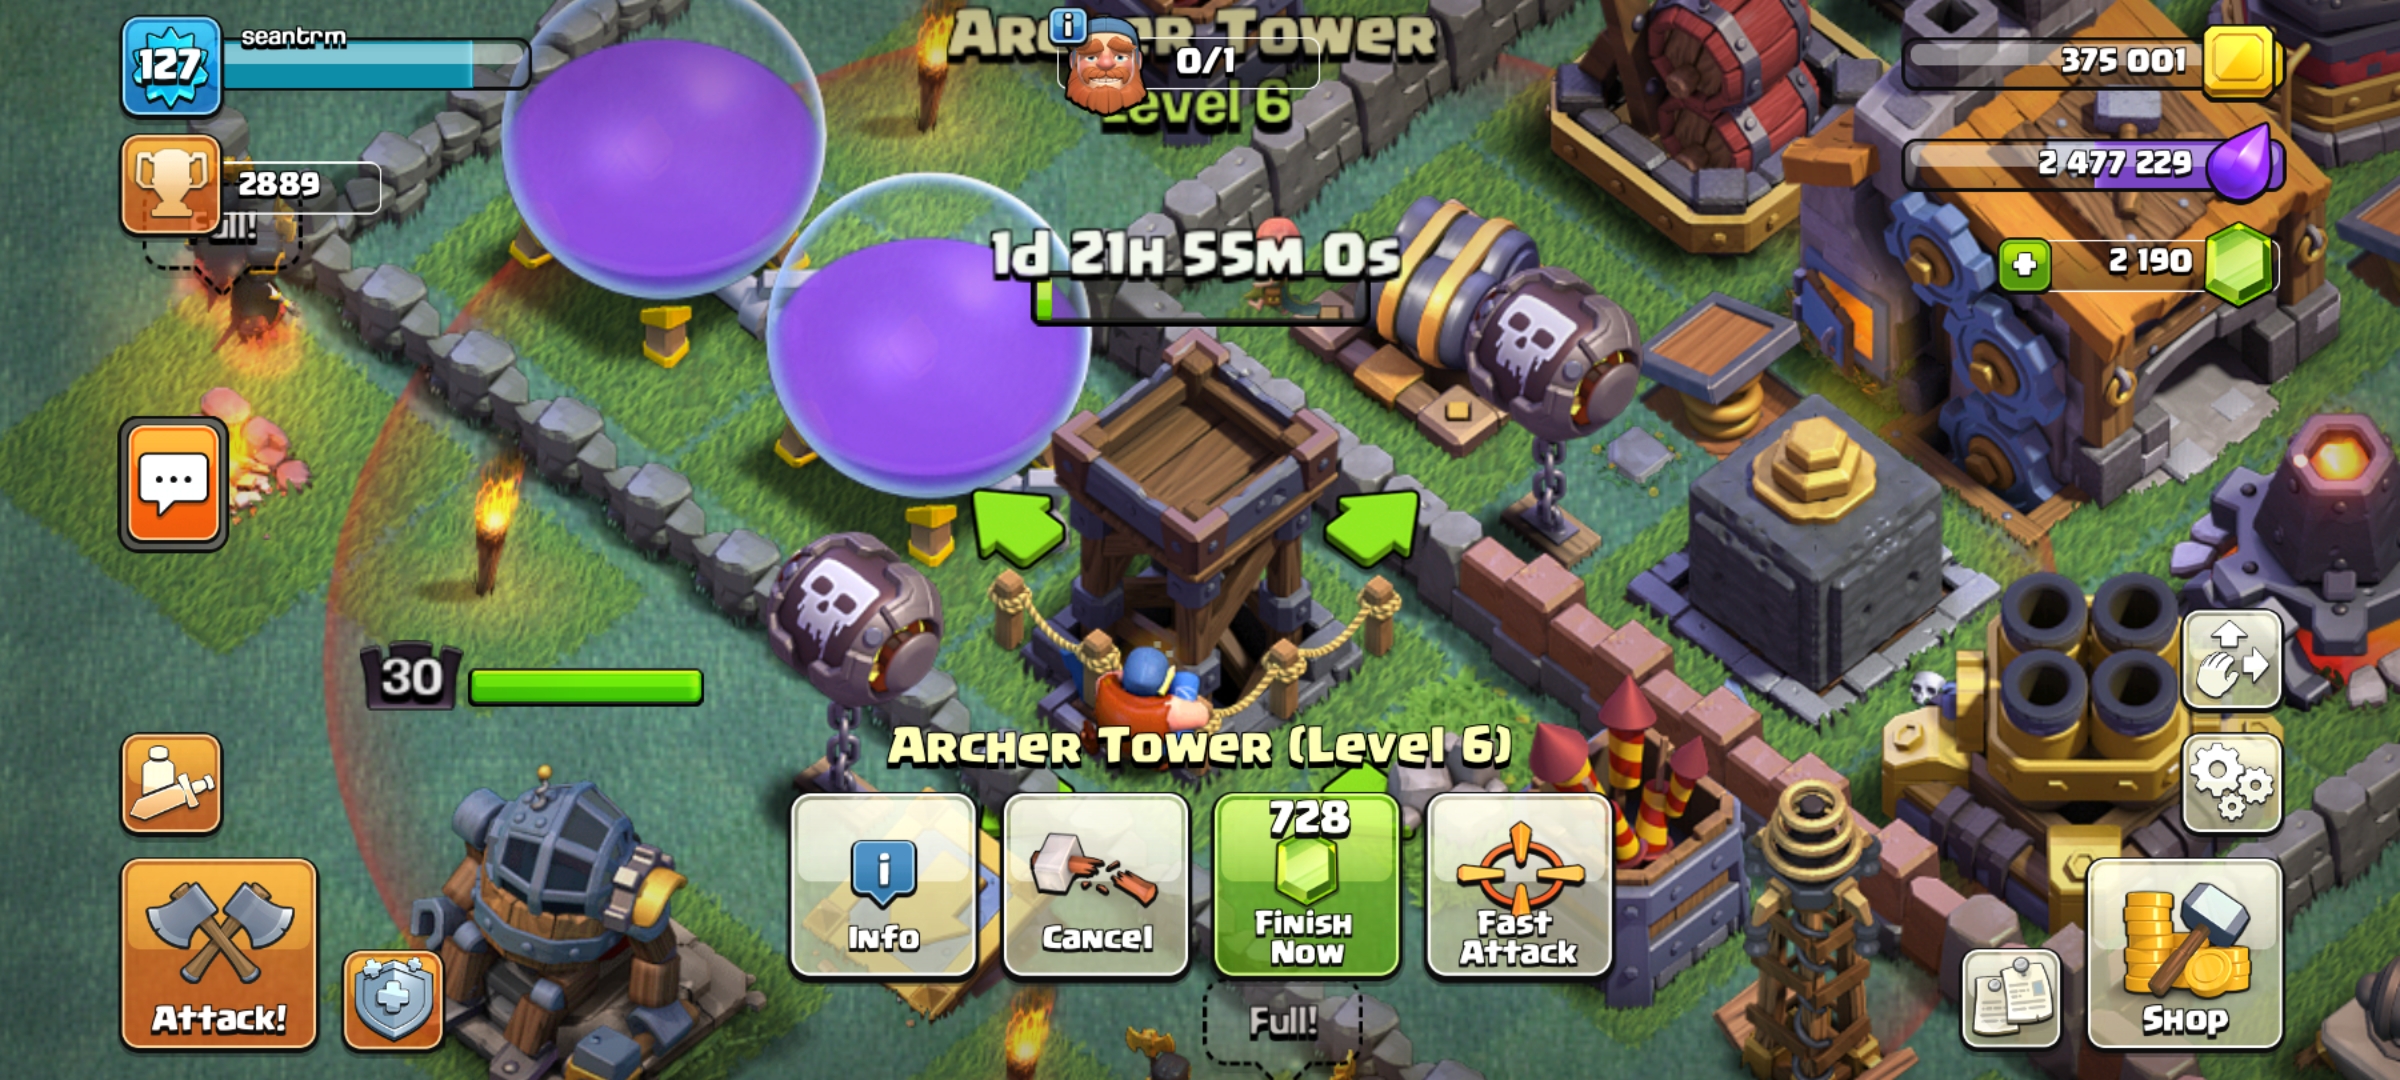 Archer Tower
0/1
Level 6
127
seantrm
375 001
2889
2 477 229
Full!
1d 21H 55M 0s
2 190
30
Archer Tower (Level 6)
728
Info
Cancel
Finish
Now
Fast
Attack
Attack!
Full!
Shop